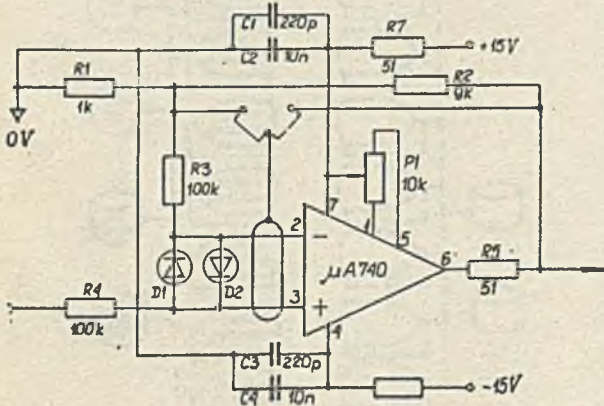 C1 220p
C2 10n
R7
51
+15V
R1
1k
R2
9k
0V
R3
100k
P1
10k
7
2
1
5
−
D1
D2
µA740
6
R5
51
R4
100k
3
+
4
C3 220p
C4 10n
-15V